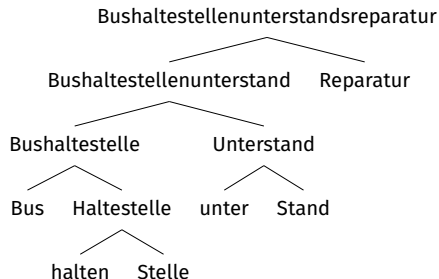 Bushaltestellenunterstandsreparatur
Bushaltestellenunterstand Reparatur
Bushaltestelle Unterstand
Bus Haltestelle unter Stand
halten Stelle